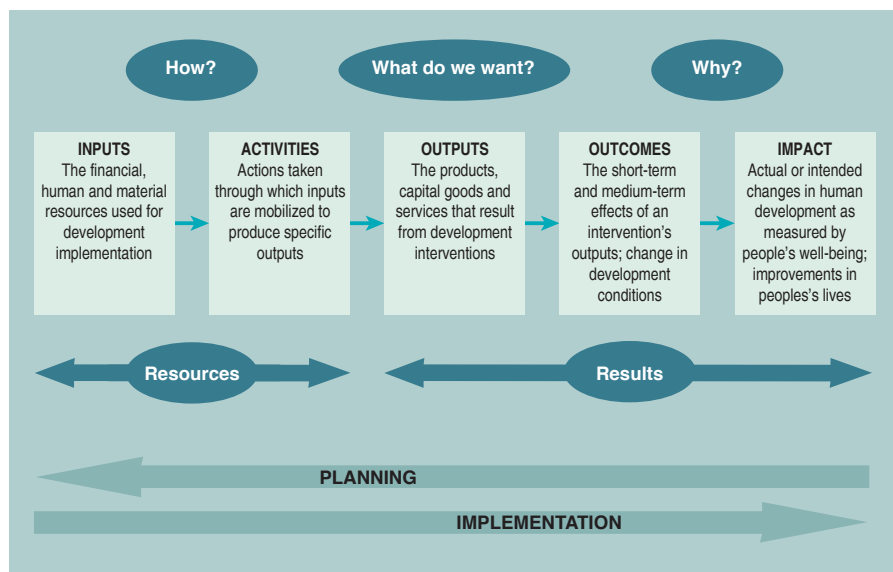 How?
What do we want?
Why?
INPUTS
The financial,
human and material
resources used for
development
implementation
ACTIVITIES
Actions taken
through which inputs
are mobilized to
produce specific
outputs
OUTPUTS
The products,
capital goods and
services that result
from development
interventions
OUTCOMES
The short-term
and medium-term
effects of an
intervention's
outputs; change in
development
conditions
IMPACT
Actual or intended
changes in human
development as
measured by
people's well-being;
improvements in
peoples's lives
Resources
Results
PLANNING
IMPLEMENTATION